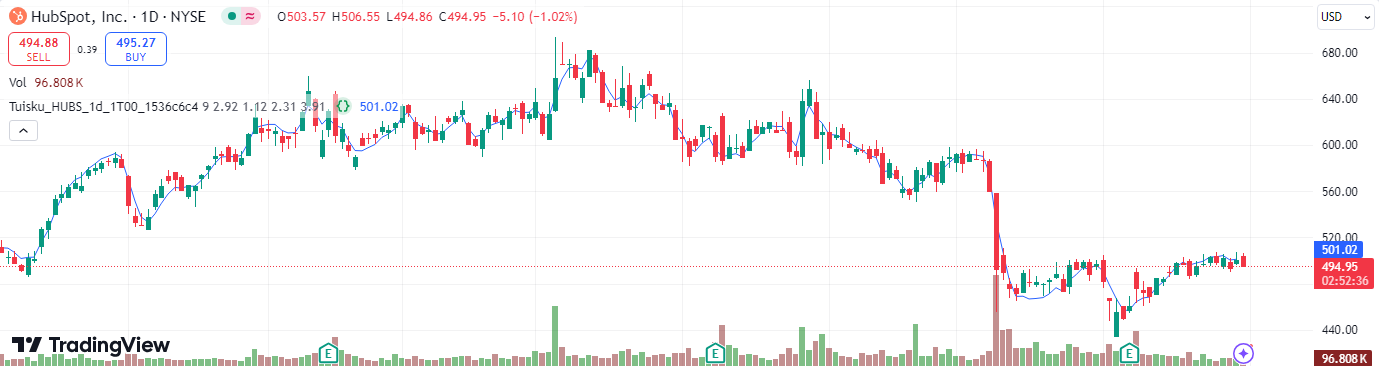 HubSpot, Inc. · 1D · NYSE O503.57 H506.55 L494.86 C494.95 −5.10 (−1.02%)
USD
494.88 SELL
0.39
495.27 BUY
Vol 96.808 K
Tuisku_HUBS_1d_1T00_1536c6c4 9 2.92 1.12 2.31 3.91 501.02
680.00
640.00
600.00
560.00
520.00
501.02
494.95
02:52:36
440.00
E
E
E
TradingView
96.808 K